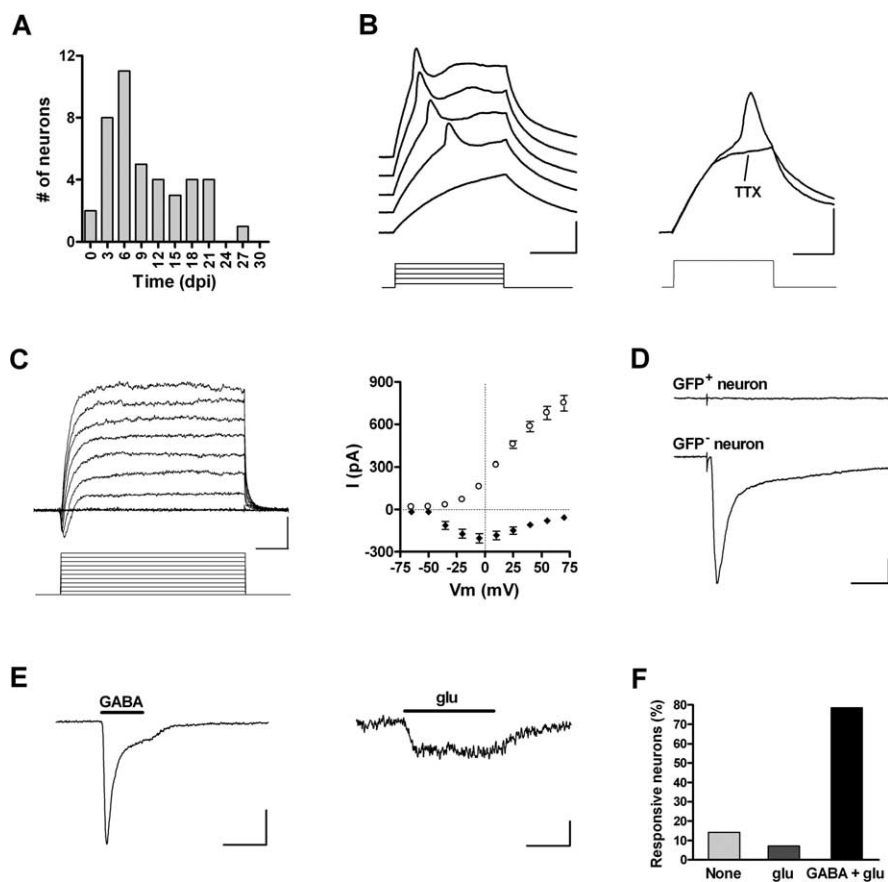 A
# of neurons
12
8
4
0
0 3 6 9 12 15 18 21 24 27 30
Time (dpi)
B
TTX
C
I (pA)
900
600
300
0
-300
-75 -50 -25 0 25 50 75
Vm (mV)
D
GFP+ neuron
GFP- neuron
E
GABA
glu
F
Responsive neurons (%)
80
70
60
50
40
30
20
10
0
None glu GABA + glu